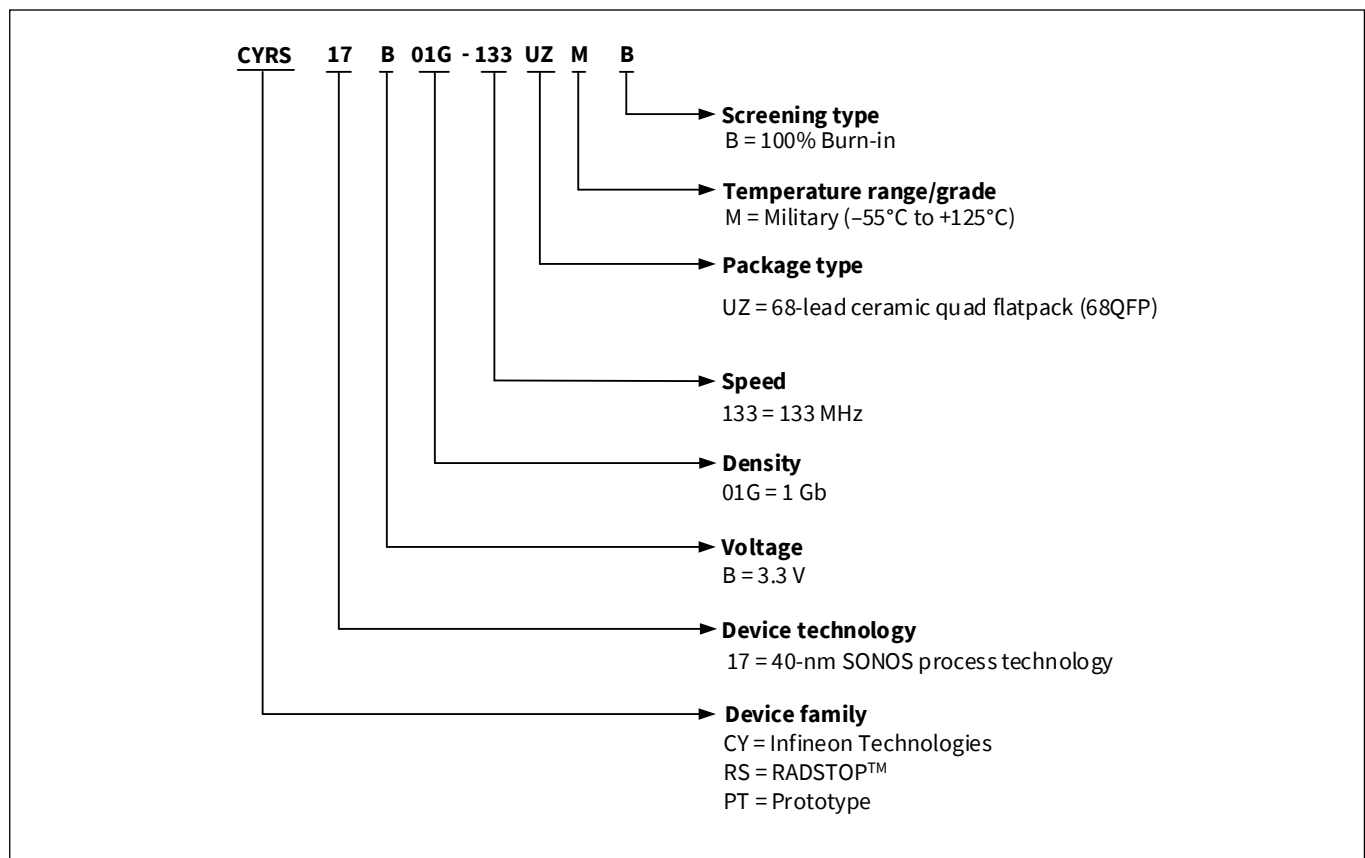 CYRS 17 B 01G - 133 UZ M B
Screening type
B = 100% Burn-in
Temperature range/grade
M = Military (–55°C to +125°C)
Package type
UZ = 68-lead ceramic quad flatpack (68QFP)
Speed
133 = 133 MHz
Density
01G = 1 Gb
Voltage
B = 3.3 V
Device technology
17 = 40-nm SONOS process technology
Device family
CY = Infineon Technologies
RS = RADSTOP™
PT = Prototype